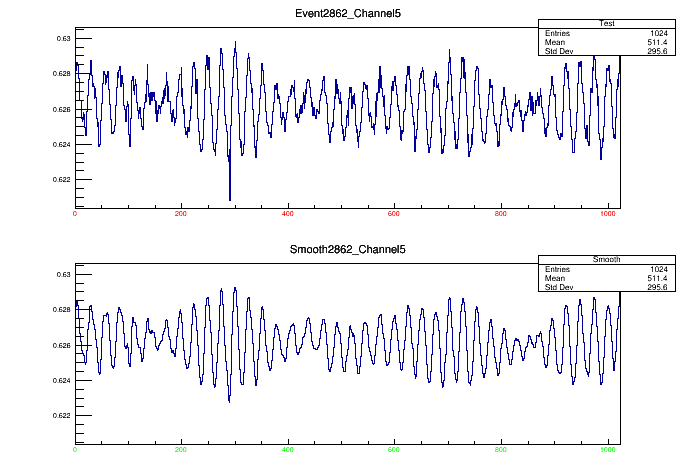 Event2862_Channel5
Test
Entries 1024
Mean 511.4
Std Dev 295.6
0.63
0.628
0.626
0.624
0.622
0 200 400 600 800 1000
Smooth2862_Channel5
Smooth
Entries 1024
Mean 511.4
Std Dev 295.6
0.63
0.628
0.626
0.624
0.622
0 200 400 600 800 1000